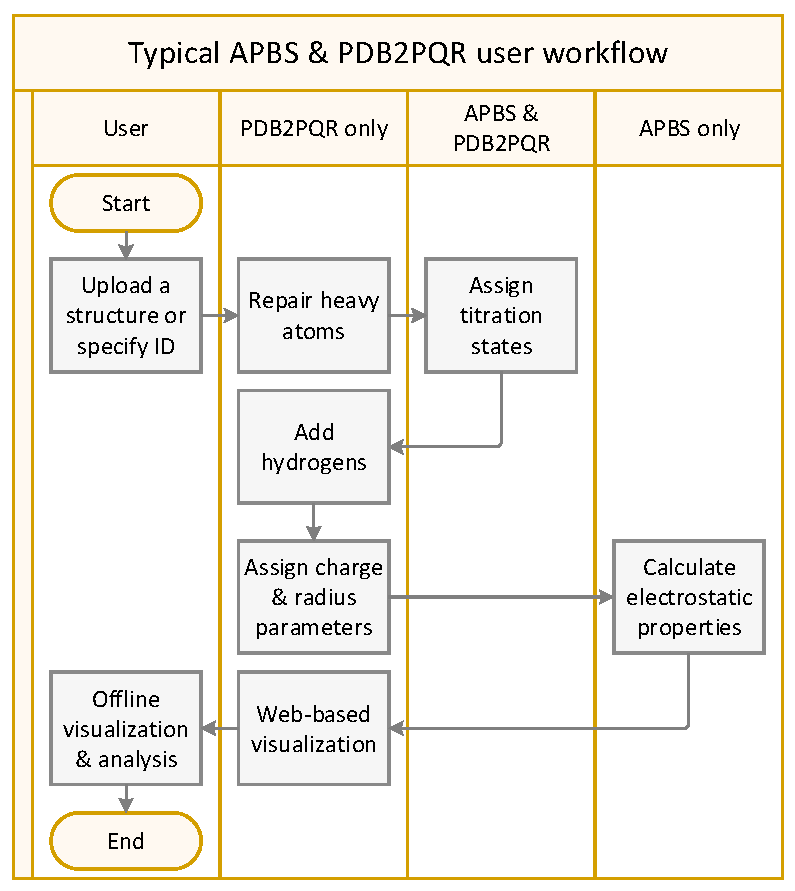 Typical APBS & PDB2PQR user workflow
User
PDB2PQR only
APBS &
PDB2PQR
APBS only
Start
Upload a
structure or
specify ID
Repair heavy
atoms
Assign
titration
states
Add
hydrogens
Assign charge
& radius
parameters
Calculate
electrostatic
properties
Offline
visualization
& analysis
Web-based
visualization
End